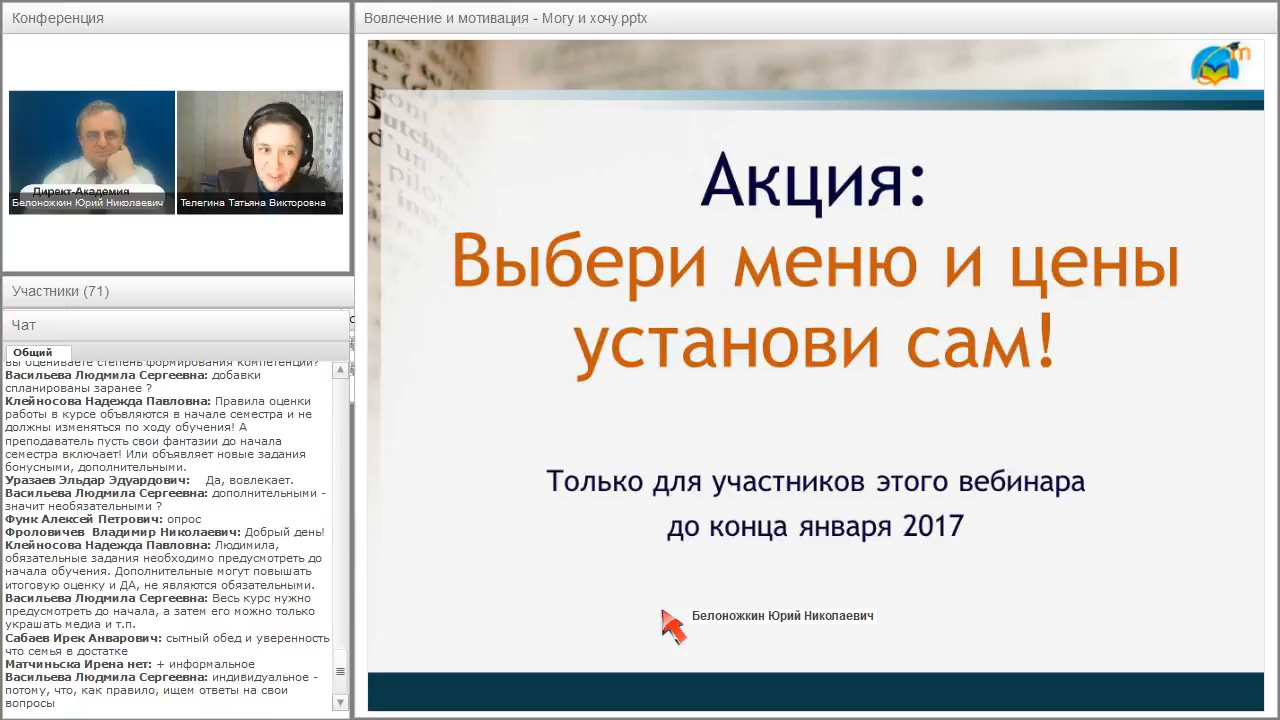 Конференция
Директ-Академия
Белоножкин Юрий Николаевич
Пелегина Татьяна Викторовна
Участники (71)
Чат
Общий
вы оцениваете степень формирования компетенции?
Васильева Людмила Сергеевна: добавки
спланированы заранее ?
Клейносова Надежда Павловна: Правила оценки
работы в курсе объвляются в начале семестра и не
должны изменяться по ходу обучения! А
преподаватель пусть свои фантазии до начала
семестра включает! Или объявляет новые задания
бонусными, дополнительными.
Уразаев Эльдар Эдуардович: Да, вовлекает.
Васильева Людмила Сергеевна: дополнительными -
значит необязательными ?
Функ Алексей Петрович: опрос
Фроловичев Владимир Николаевич: Добрый день!
Клейносова Надежда Павловна: Людимила,
обязательные задания необходимо предусмотреть до
начала обучения. Дополнительные могут повышать
итоговую оценку и ДА, не являются обязательными.
Васильева Людмила Сергеевна: Весь курс нужно
предусмотреть до начала, а затем его можно только
украшать медиа и т.п.
Сабаев Ирек Анварович: сытный обед и уверенность
что семья в достатке
Матчиньска Ирена нет: + информальное
Васильева Людмила Сергеевна: индивидуальное -
потому, что, как правило, ищем ответы на свои
вопросы
Вовлечение и мотивация - Могу и хочу.pptx
Акция:
Выбери меню и цены
установи сам!
Только для участников этого вебинара
до конца января 2017
Белоножкин Юрий Николаевич